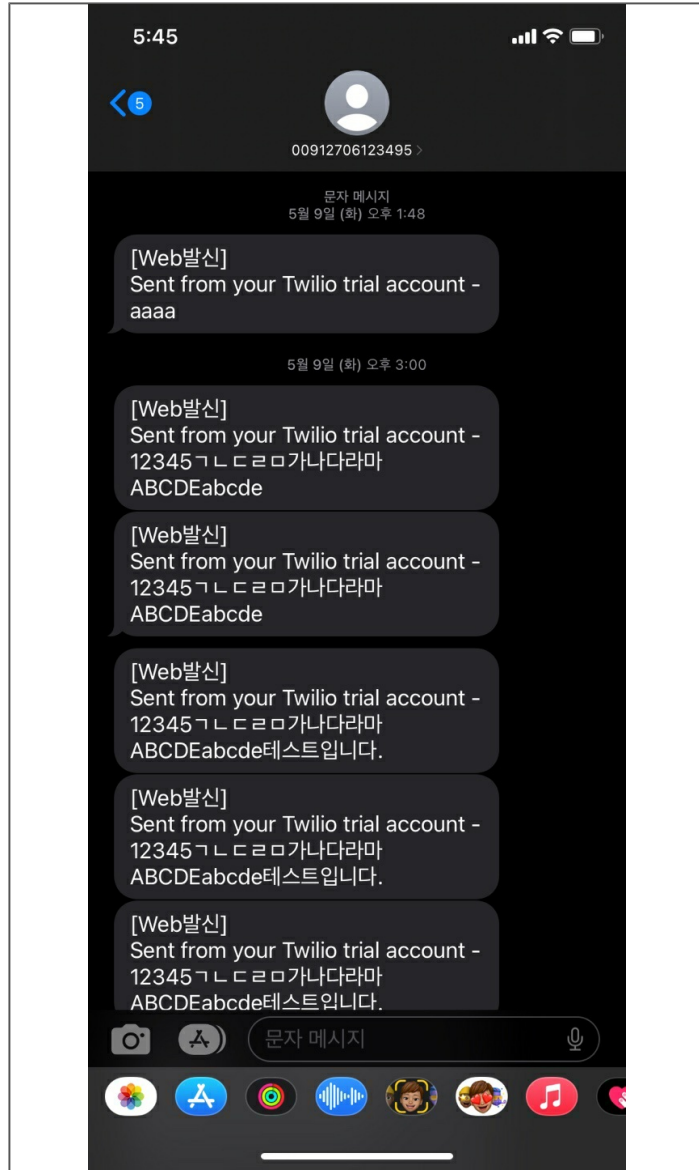 5:45
5
00912706123495
문자 메시지
5월 9일 (화) 오후 1:48
[Web발신]
Sent from your Twilio trial account -
aaaa
5월 9일 (화) 오후 3:00
[Web발신]
Sent from your Twilio trial account -
12345ㄱㄴㄷㄹㅁ가나다라마
ABCDEabcde
[Web발신]
Sent from your Twilio trial account -
12345ㄱㄴㄷㄹㅁ가나다라마
ABCDEabcde
[Web발신]
Sent from your Twilio trial account -
12345ㄱㄴㄷㄹㅁ가나다라마
ABCDEabcde테스트입니다.
[Web발신]
Sent from your Twilio trial account -
12345ㄱㄴㄷㄹㅁ가나다라마
ABCDEabcde테스트입니다.
[Web발신]
Sent from your Twilio trial account -
12345ㄱㄴㄷㄹㅁ가나다라마
ABCDEabcde테스트입니다.
문자 메시지